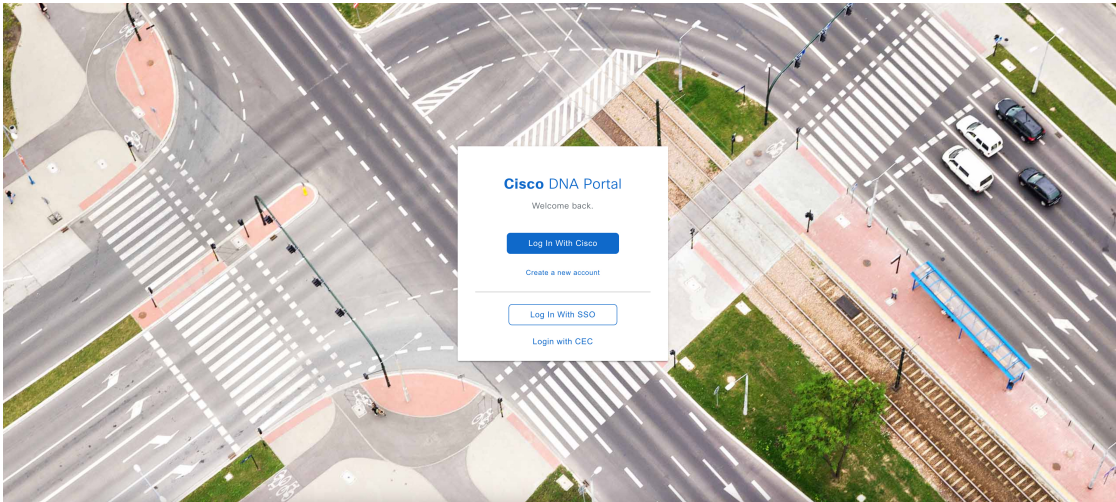 Cisco DNA Portal
Welcome back.
Log In With Cisco
Create a new account
Log In With SSO
Login with CEC